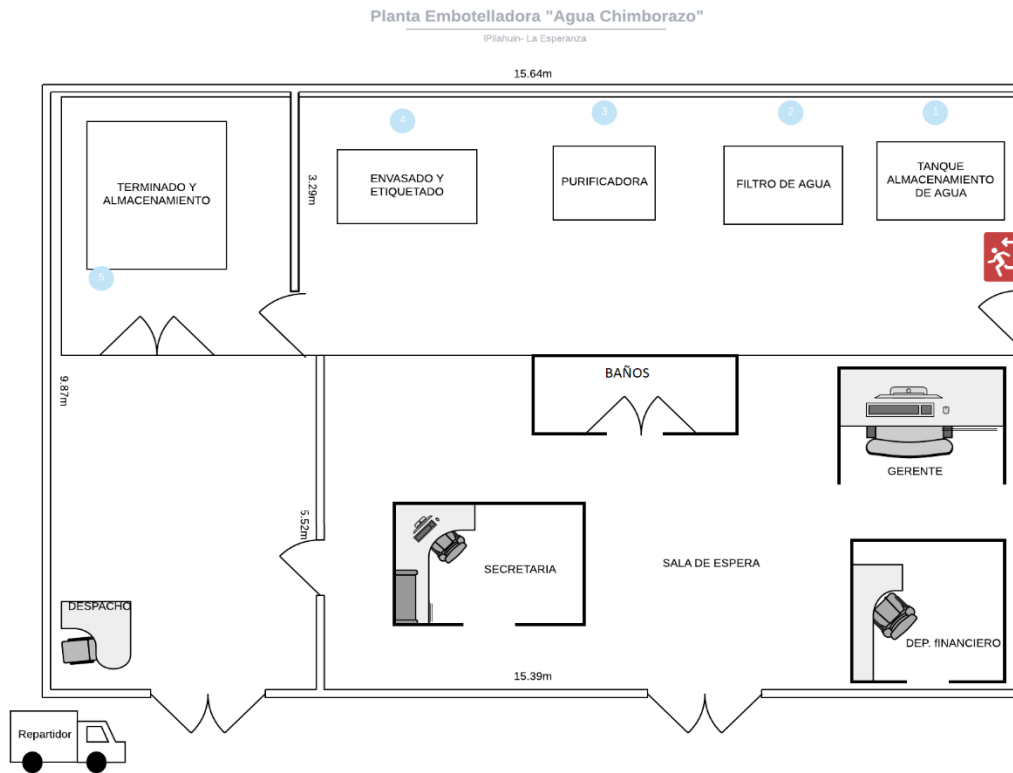 Planta Embotelladora "Agua Chimborazo"
IPilahuin- La Esperanza
15.64m
4
3
2
1
TERMINADO Y
ALMACENAMIENTO
3.29m
ENVASADO Y
ETIQUETADO
PURIFICADORA
FILTRO DE AGUA
TANQUE
ALMACENAMIENTO
DE AGUA
5
9.87m
BAÑOS
GERENTE
5.52m
SECRETARIA
SALA DE ESPERA
DESPACHO
DEP. fINANCIERO
15.39m
Repartidor